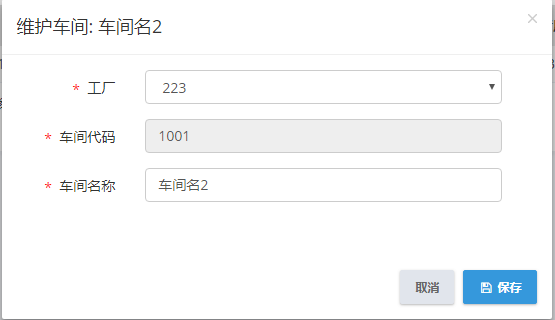 维护车间: 车间名2
×
* 工厂
223
* 车间代码
1001
* 车间名称
车间名2
取消
保存